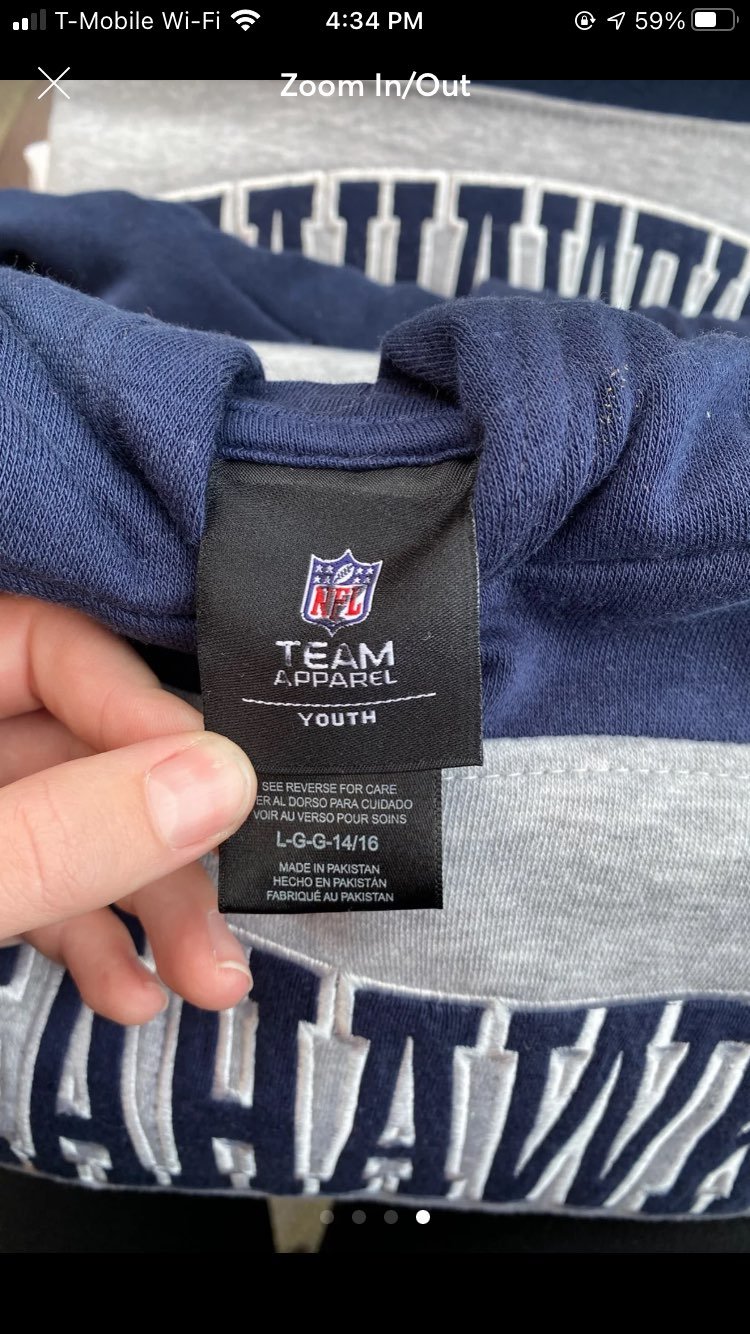 T-Mobile Wi-Fi 4:34 PM 59%
Zoom In/Out
NFL
TEAM
APPAREL
YOUTH
SEE REVERSE FOR CARE
ER AL DORSO PARA CUIDADO
VOIR AU VERSO POUR SOINS
L-G-G-14/16
MADE IN PAKISTAN
HECHO EN PAKISTÁN
FABRIQUÉ AU PAKISTAN
AHAW